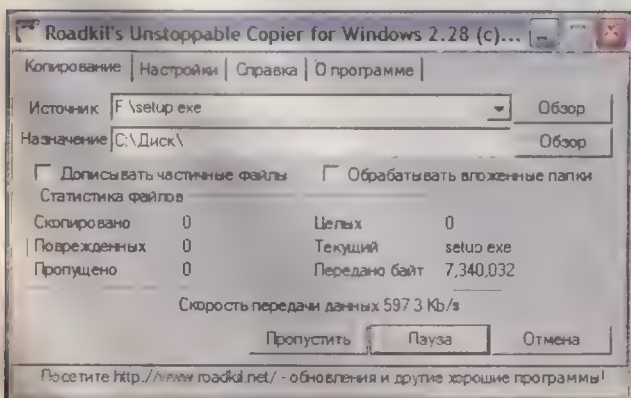 Roadkil's Unstoppable Copier for Windows 2.28 (c)...
Копирование Настройки Справка О программе
Источник F \setup exe Обзор
Назначение C:\Диск\ Обзор
Дописывать частичные файлы Обрабатывать вложенные папки
Статистика файлов
Скопировано 0 Целых 0
Поврежденных 0 Текущий setup exe
Пропущено 0 Передано байт 7,340,032
Скорость передачи данных 597 3 Kb/s
Пропустить Пауза Отмена
Посетите http://www roadkil.net/ - обновления и другие хорошие программы!